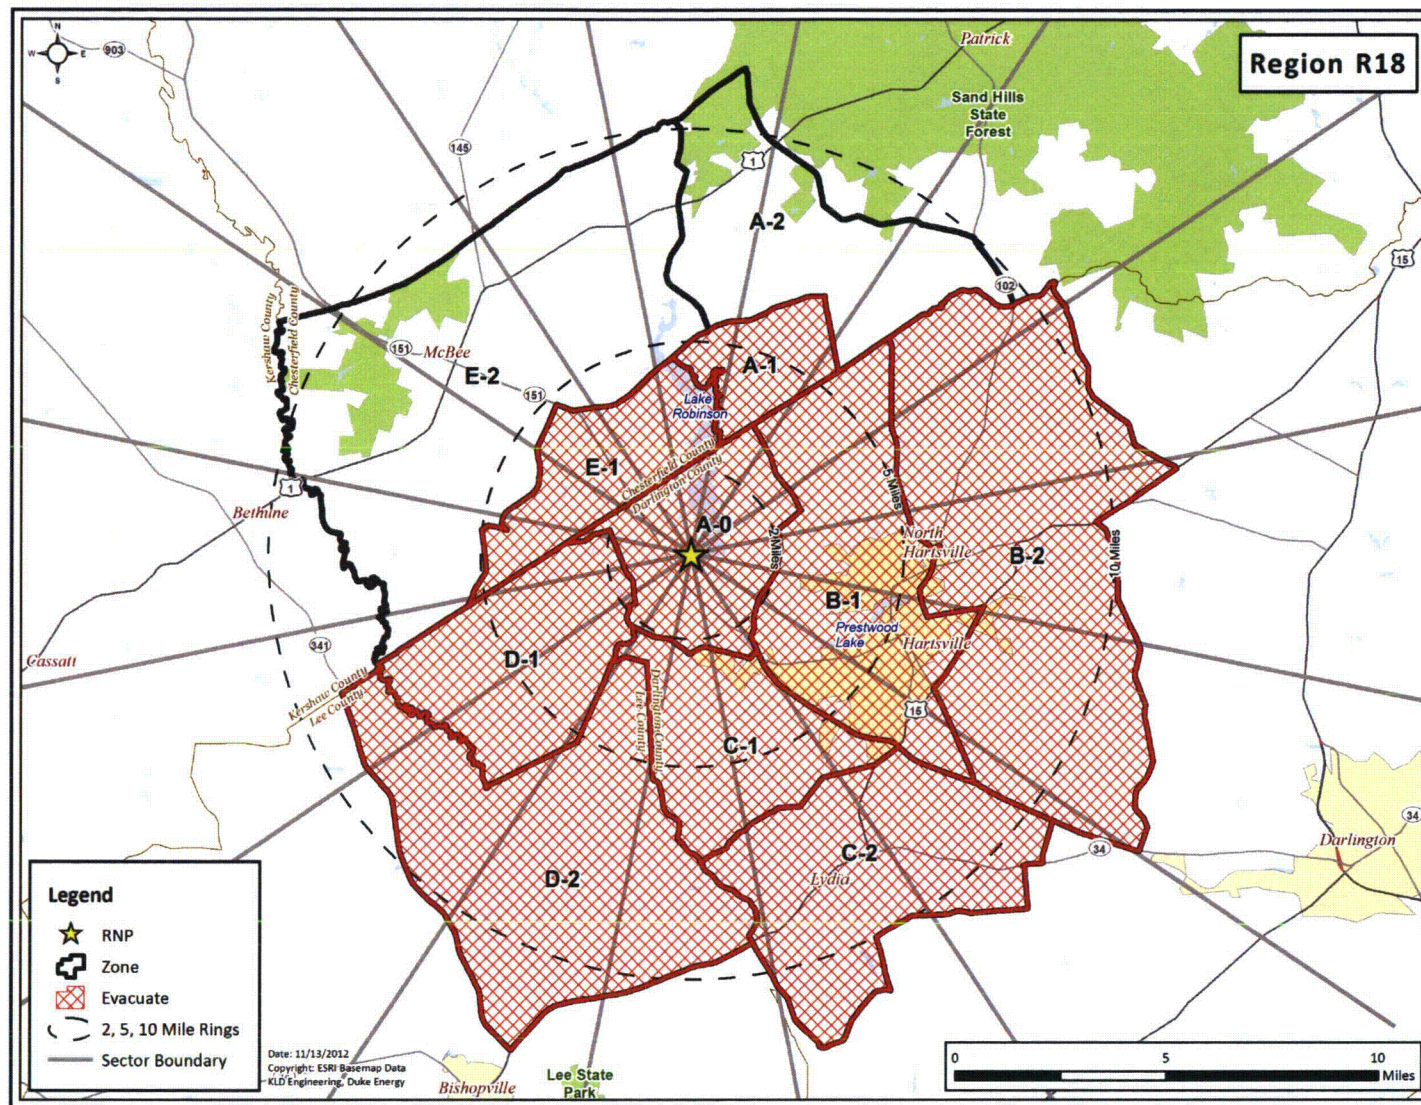 Region R18
N
W
E
S
903
Patrick
Sand Hills
State
Forest
145
1
A-2
15
102
Kershaw County
Chesterfield County
151
McBee
E-2
151
A-1
Lake
Robinson
E-1
Chesterfield County
Darlington County
5 Miles
1
Bethune
A-0
2 Miles
North
Hartsville
B-2
10 Miles
B-1
Prestwood
Lake
Hartsville
341
Cassatt
D-1
Kershaw County
Lee County
Darlington County
Lee County
15
C-1
34
Darlington
34
C-2
Lydia
D-2
Legend
RNP
Zone
Evacuate
2, 5, 10 Mile Rings
Sector Boundary
Date: 11/13/2012
Copyright: ESRI Basemap Data
KLD Engineering, Duke Energy
Bishopville
Lee State
Park
0 5 10
Miles